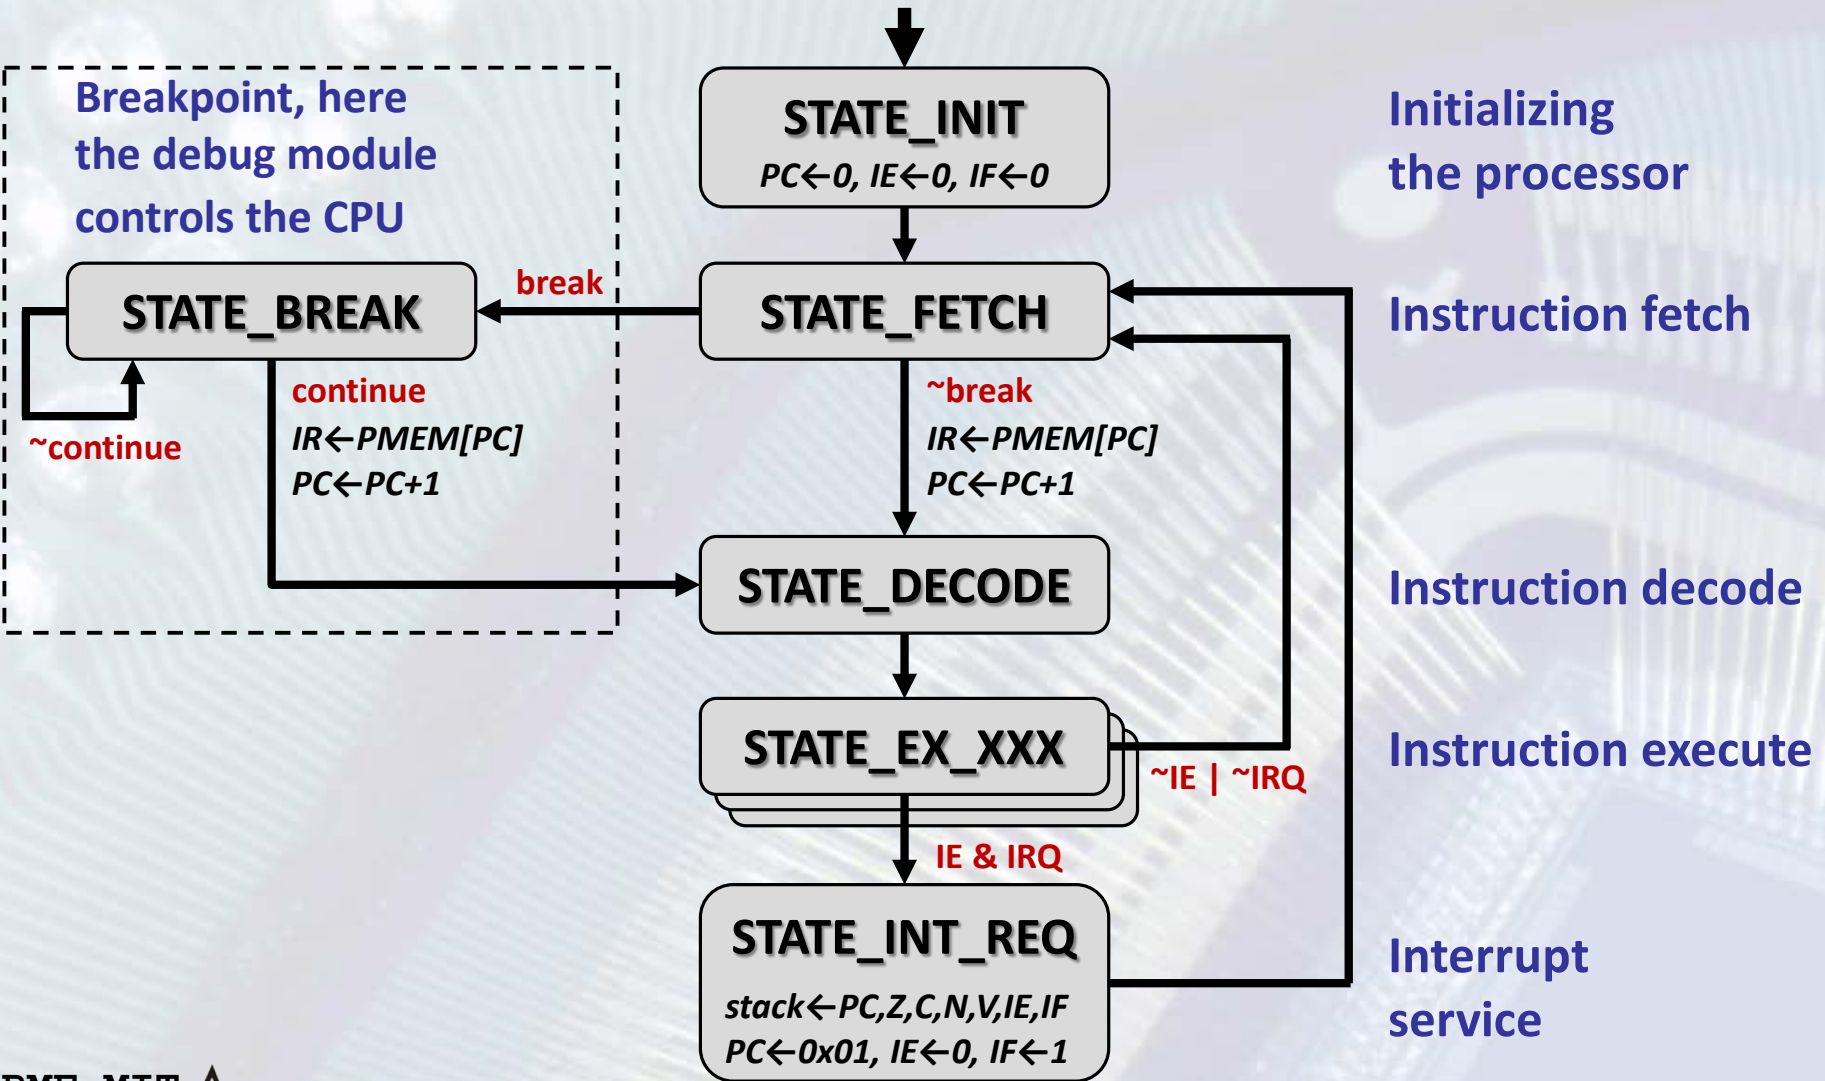 Breakpoint, here
the debug module
controls the CPU
STATE_INIT
PC←0, IE←0, IF←0
Initializing
the processor
STATE_BREAK
break
STATE_FETCH
Instruction fetch
~continue
continue
IR←PMEM[PC]
PC←PC+1
~break
IR←PMEM[PC]
PC←PC+1
STATE_DECODE
Instruction decode
STATE_EX_XXX
~IE | ~IRQ
Instruction execute
IE & IRQ
STATE_INT_REQ
stack←PC,Z,C,N,V,IE,IF
PC←0x01, IE←0, IF←1
Interrupt
service